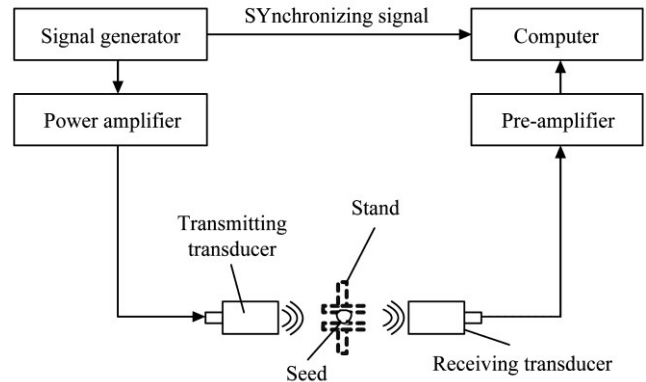 SYnchronizing signal
Signal generator
Computer
Power amplifier
Pre-amplifier
Stand
Transmitting
transducer
Receiving transducer
Seed